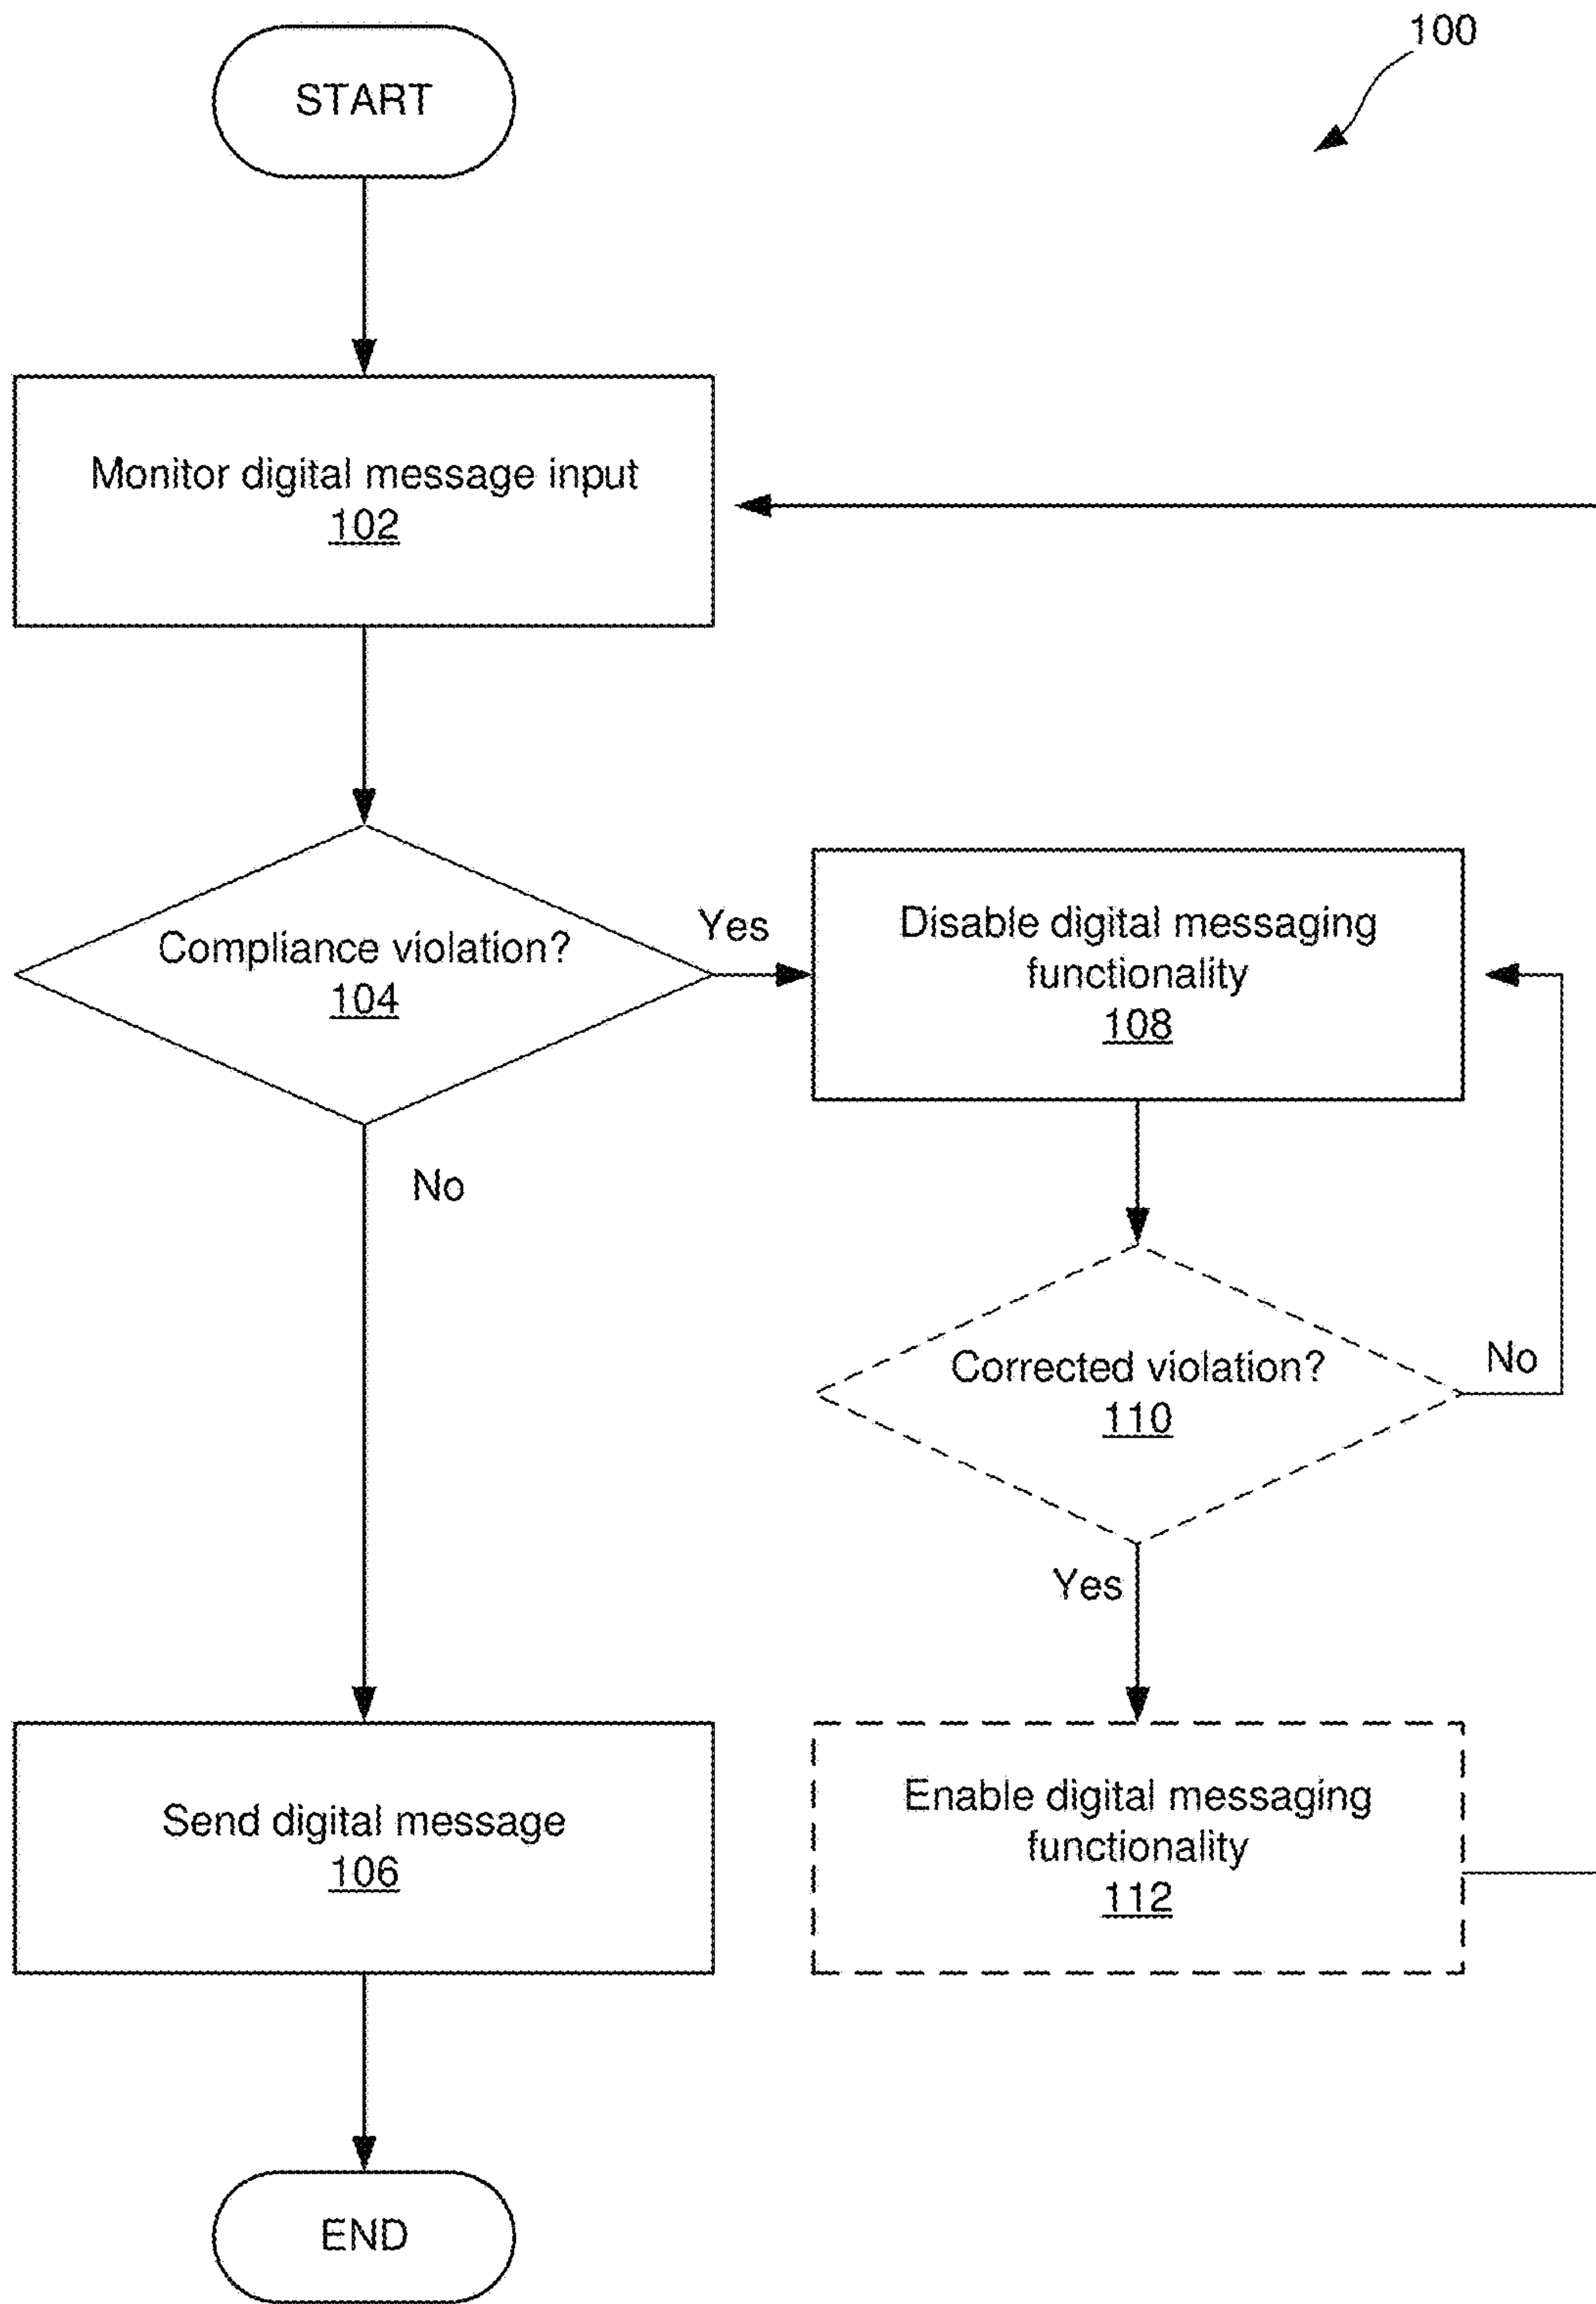 100
START
Monitor digital message input
102
Compliance violation?
104
Yes
Disable digital messaging
functionality
108
No
Corrected violation?
110
No
Yes
Send digital message
106
Enable digital messaging
functionality
112
END